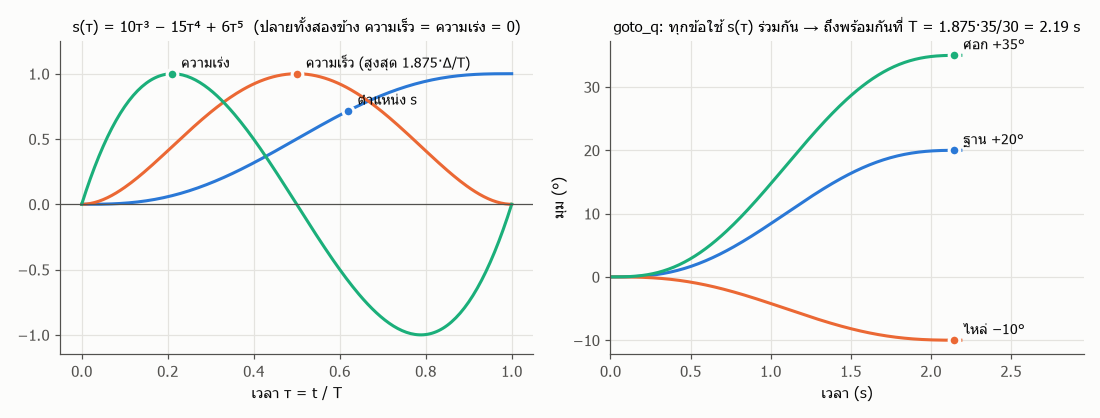 s(τ) = 10τ³ − 15τ⁴ + 6τ⁵ (ปลายทั้งสองข้าง ความเร็ว = ความเร่ง = 0)
ความเร่ง
ความเร็ว (สูงสุด 1.875·Δ/T)
ตำแหน่ง s
1.0
0.5
0.0
−0.5
−1.0
0.0 0.2 0.4 0.6 0.8 1.0
เวลา τ = t / T
goto_q: ทุกข้อใช้ s(τ) ร่วมกัน → ถึงพร้อมกันที่ T = 1.875·35/30 = 2.19 s
ศอก +35°
ฐาน +20°
ไหล่ −10°
มุม (°)
30
20
10
0
−10
0.0 0.5 1.0 1.5 2.0 2.5
เวลา (s)